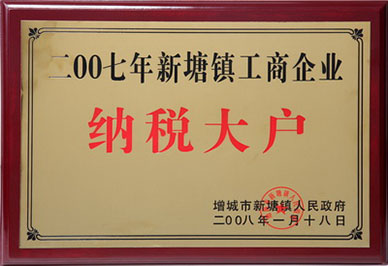 二00七年新塘镇工商企业
纳税大户
增城市新塘镇人民政府
二00八年一月十八日